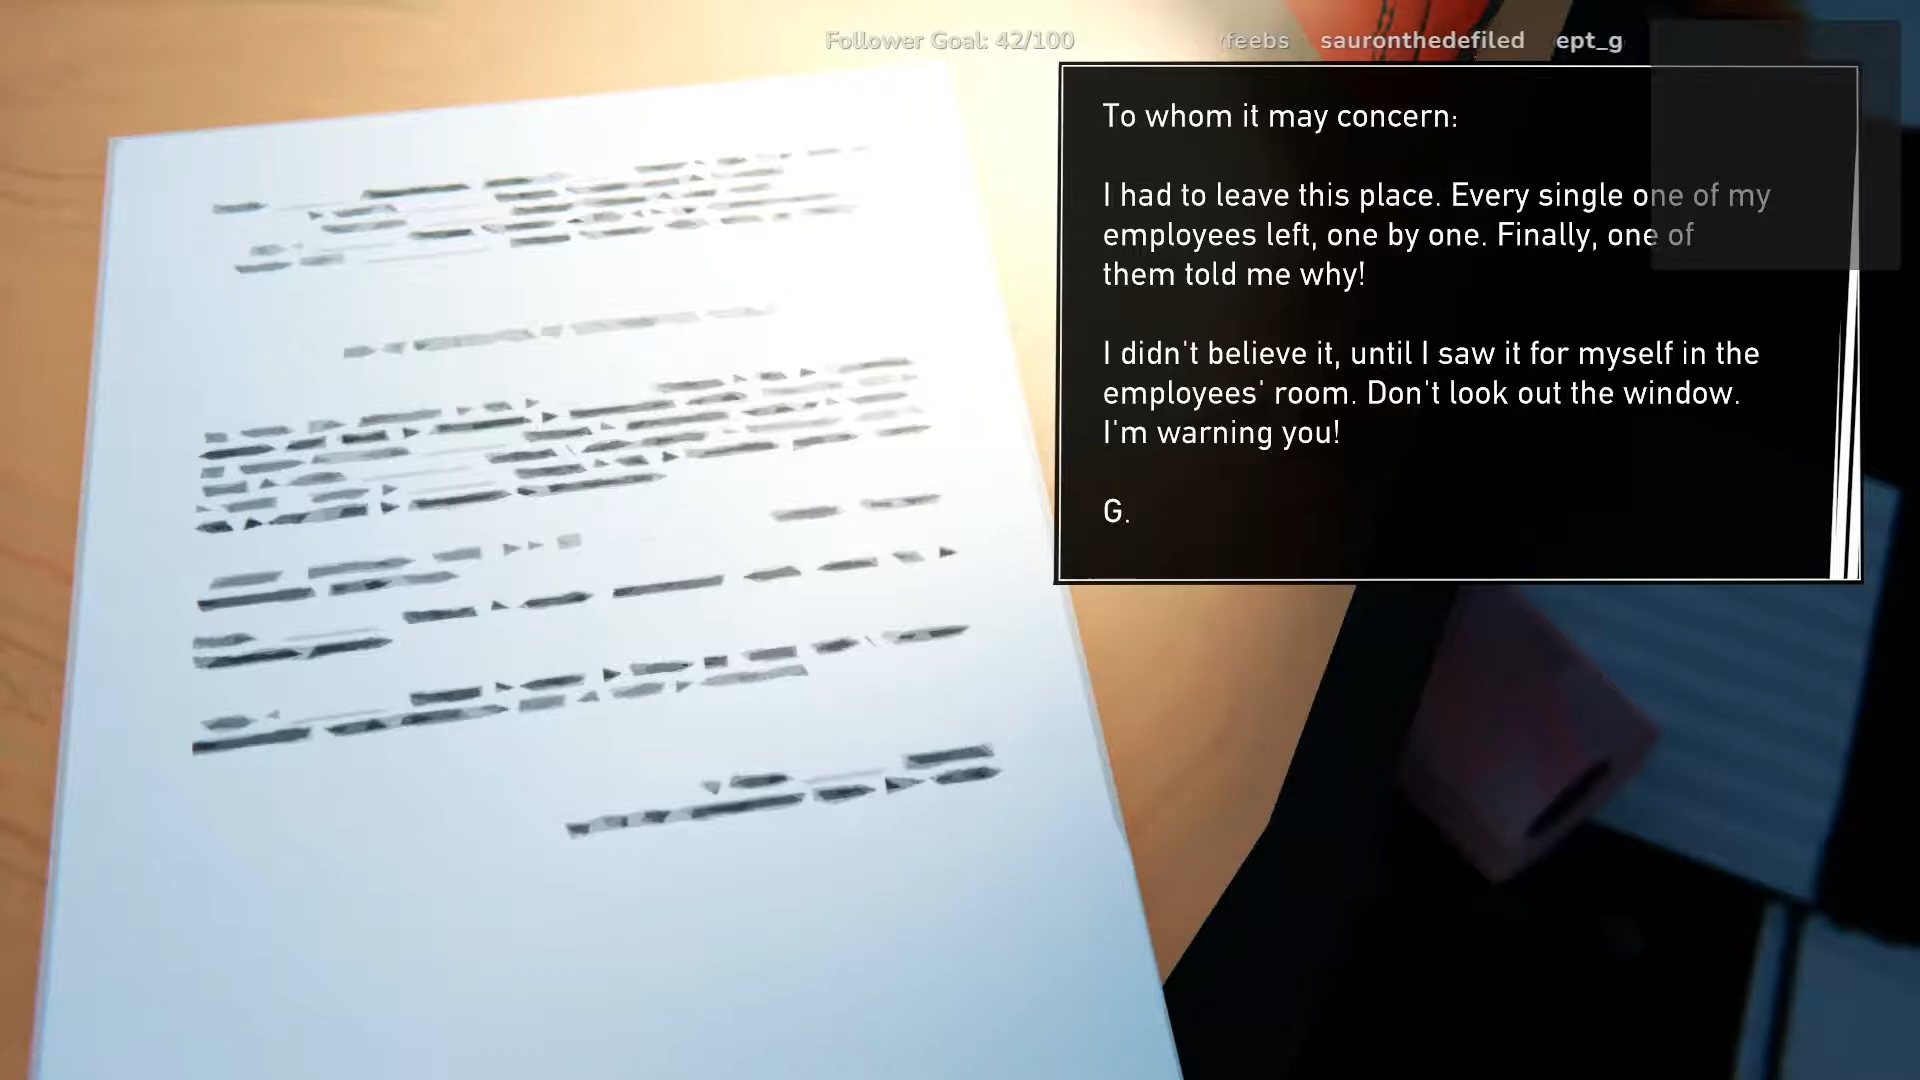 Follower Goal: 42/100 feebs sauronthedefiled ept_g
To whom it may concern:
I had to leave this place. Every single one of my
employees left, one by one. Finally, one of
them told me why!
I didn't believe it, until I saw it for myself in the
employees' room. Don't look out the window.
I'm warning you!
G.